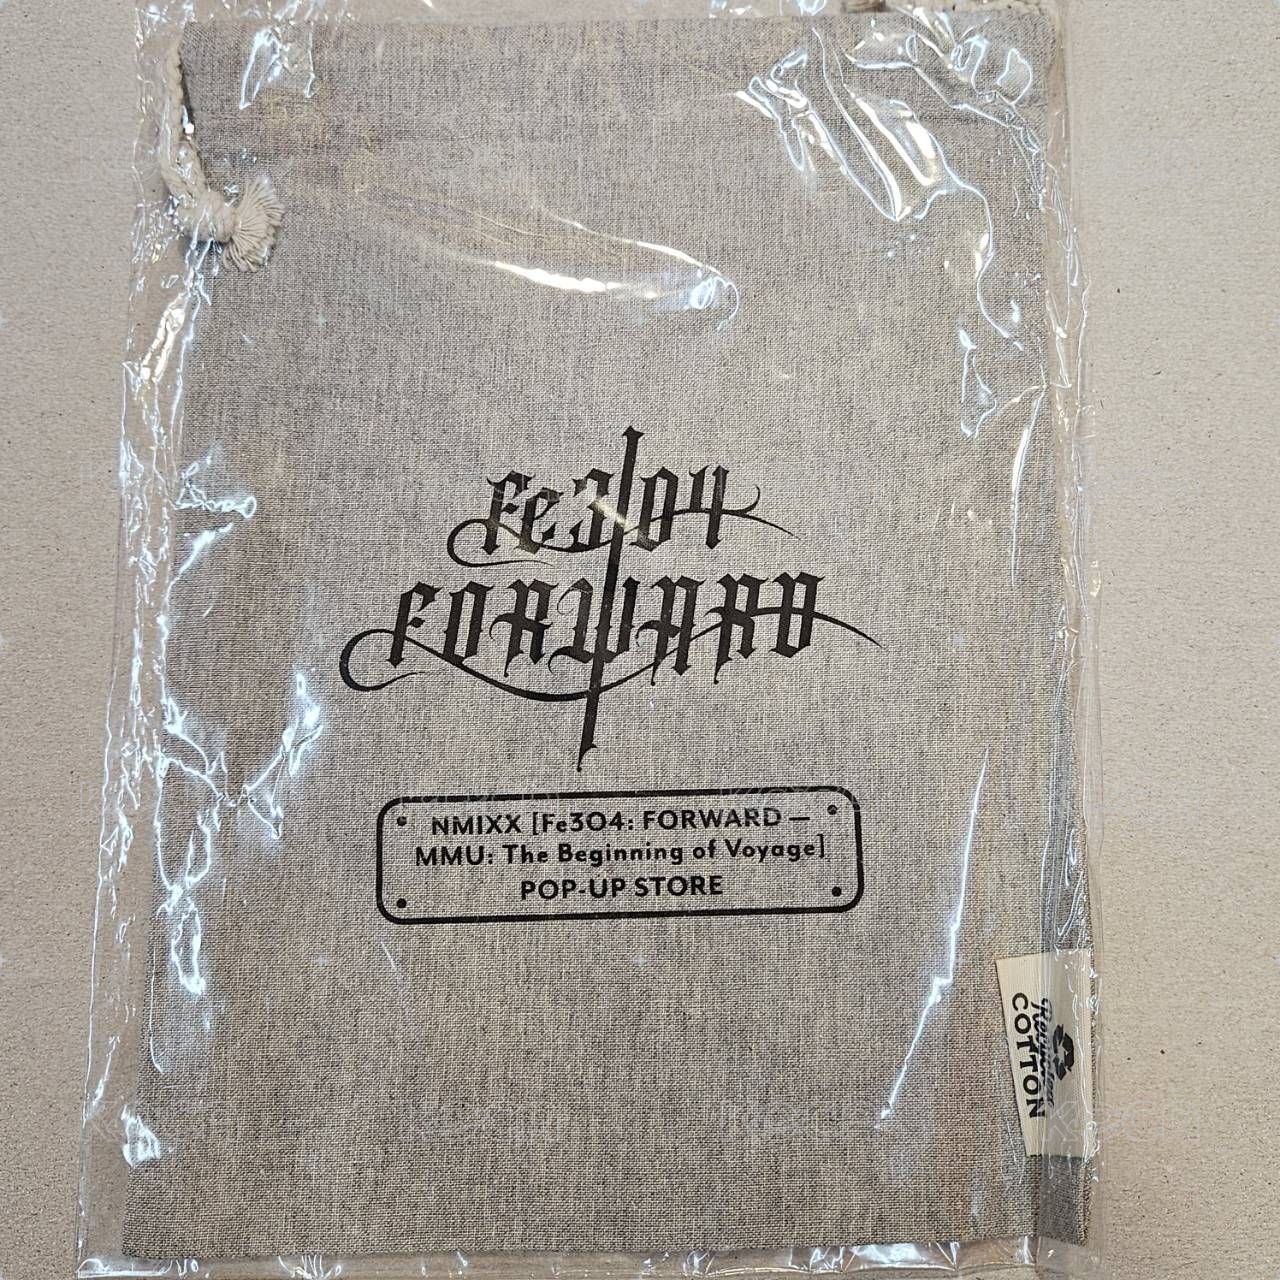 Fe3O4
FORWARD
NMIXX [Fe3O4: FORWARD —
MMU: The Beginning of Voyage]
POP-UP STORE
COTTON